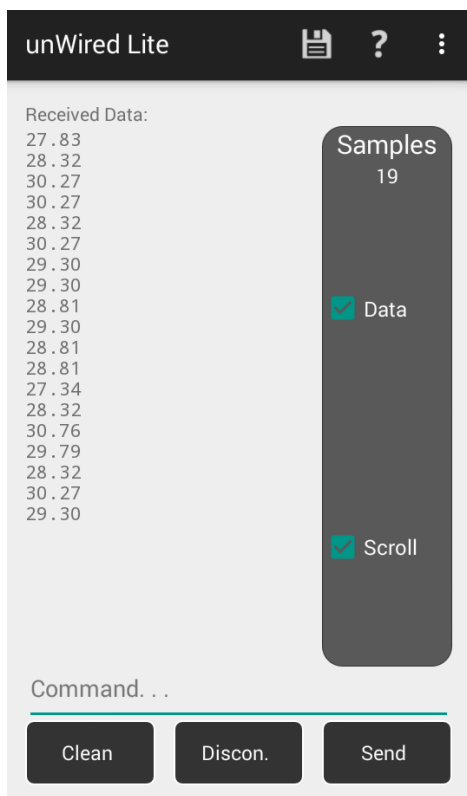 unWired Lite ?
Received Data:
27.83
28.32
30.27
30.27
28.32
30.27
29.30
29.30
28.81
29.30
28.81
28.81
27.34
28.32
30.76
29.79
28.32
30.27
29.30
Samples
19
Data
Scroll
Command. . .
Clean Discon. Send